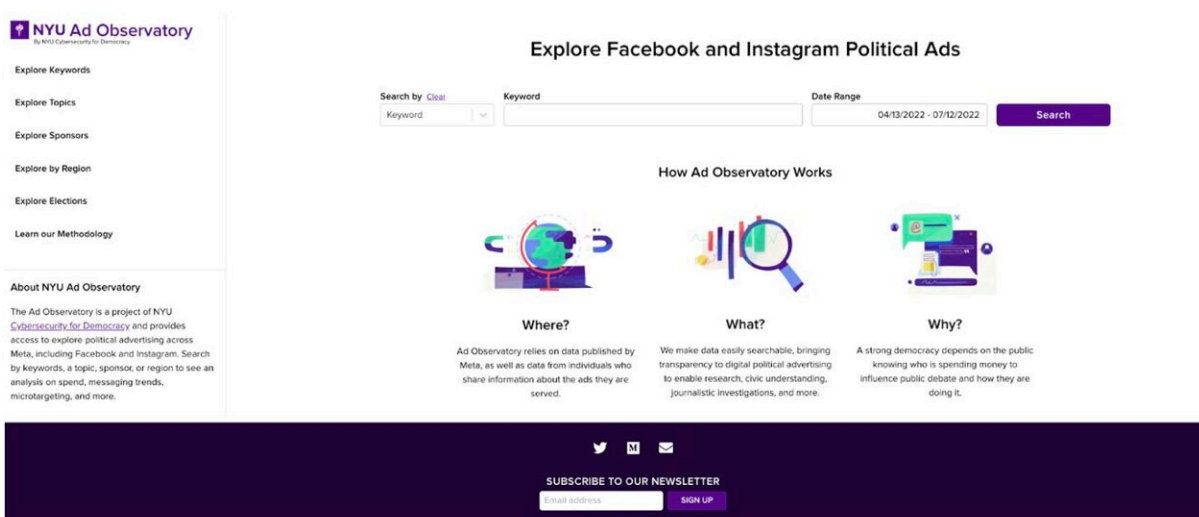 NYU Ad Observatory
By NYU Cybersecurity for Democracy
Explore Keywords
Explore Topics
Explore Sponsors
Explore by Region
Explore Elections
Learn our Methodology
About NYU Ad Observatory
The Ad Observatory is a project of NYU
Cybersecurity for Democracy and provides
access to explore political advertising across
Meta, including Facebook and Instagram. Search
by keywords, a topic, sponsor, or region to see an
analysis on spend, messaging trends,
microtargeting, and more.
Explore Facebook and Instagram Political Ads
Search by Clear
Keyword
Keyword
Date Range
04/13/2022 - 07/12/2022
Search
How Ad Observatory Works
Where?
Ad Observatory relies on data published by
Meta, as well as data from individuals who
share information about the ads they are
served.
What?
We make data easily searchable, bringing
transparency to digital political advertising
to enable research, civic understanding,
journalistic investigations, and more.
Why?
A strong democracy depends on the public
knowing who is spending money to
influence public debate and how they are
doing it.
M
SUBSCRIBE TO OUR NEWSLETTER
Email address
SIGN UP